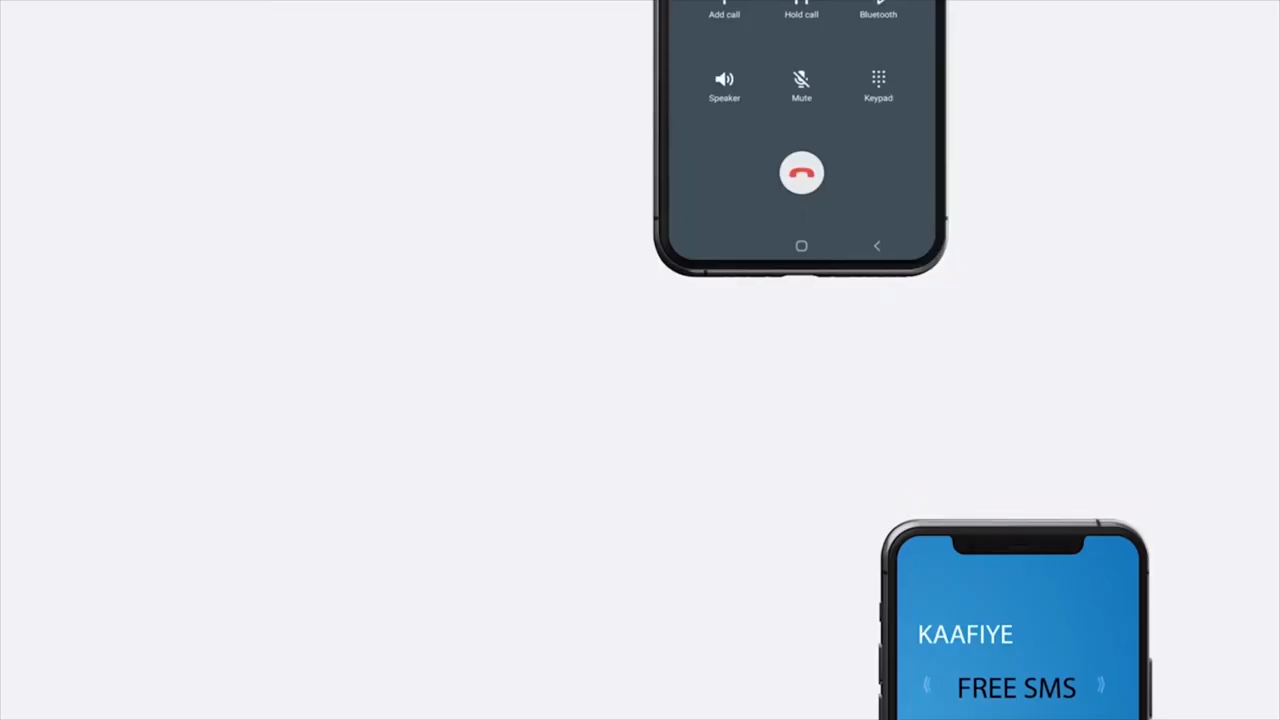 Add call Hold call Bluetooth
Speaker Mute Keypad
KAAFIYE
FREE SMS